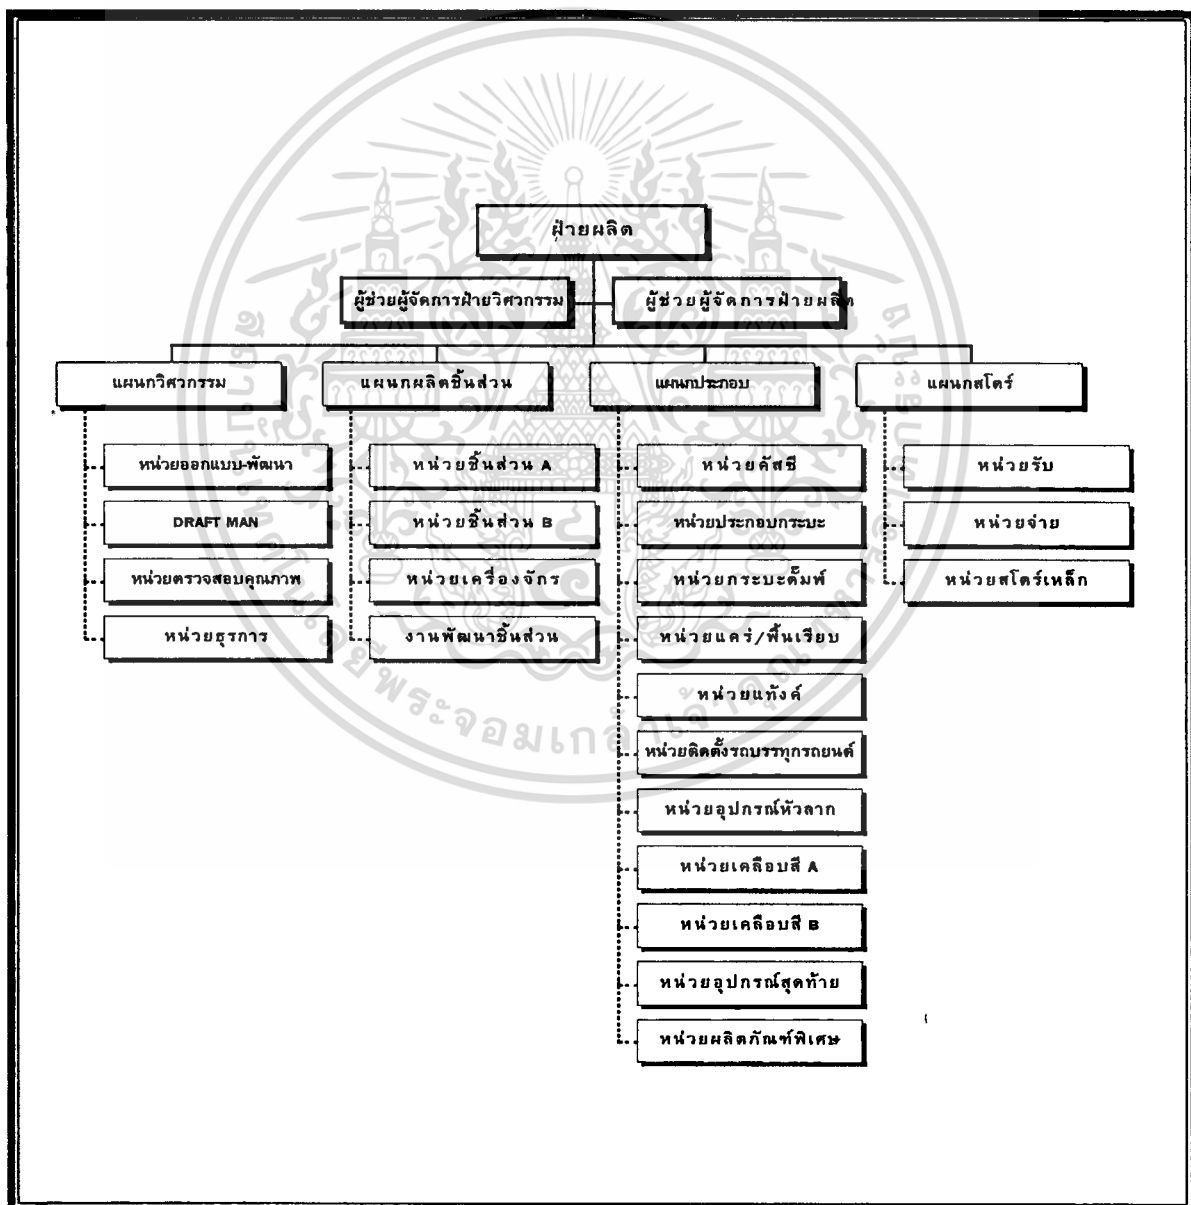 ฝ่ายผลิต
ผู้ช่วยผู้จัดการฝ่ายวิศวกรรม
ผู้ช่วยผู้จัดการฝ่ายผลิต
แผนกวิศวกรรม
แผนกผลิตชิ้นส่วน
แผนกประกอบ
แผนกสโตร์
หน่วยออกแบบ-พัฒนา
DRAFT MAN
หน่วยตรวจสอบคุณภาพ
หน่วยธุรการ
หน่วยชิ้นส่วน A
หน่วยชิ้นส่วน B
หน่วยเครื่องจักร
งานพัฒนาชิ้นส่วน
หน่วยคัสซี
หน่วยประกอบกระบะ
หน่วยกระบะดั๊มพ์
หน่วยแคร่/พื้นเรียบ
หน่วยแท้งค์
หน่วยติดตั้งรถบรรทุกรถยนต์
หน่วยอุปกรณ์หัวลาก
หน่วยเคลือบสี A
หน่วยเคลือบสี B
หน่วยอุปกรณ์สุดท้าย
หน่วยผลิตภัณฑ์พิเศษ
หน่วยรับ
หน่วยจ่าย
หน่วยสโตร์เหล็ก